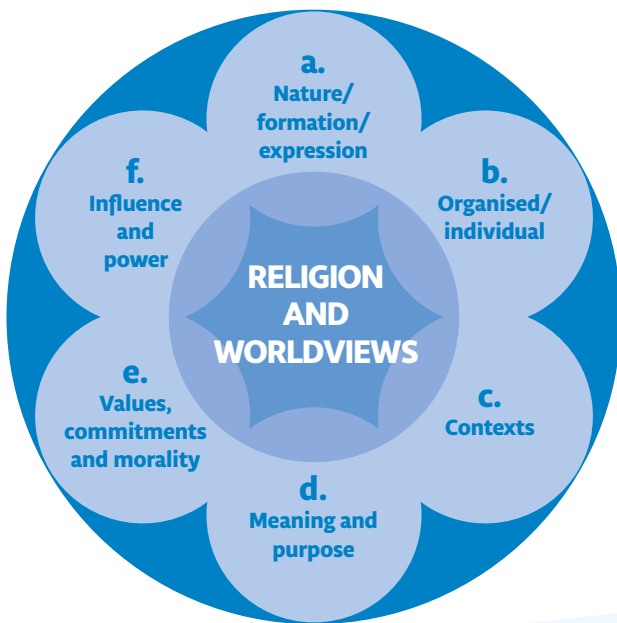 a.
Nature/
formation/
expression
b.
Organised/
individual
c.
Contexts
d.
Meaning and
purpose
e.
Values,
commitments
and morality
f.
Influence
and
power
RELIGION
AND
WORLDVIEWS